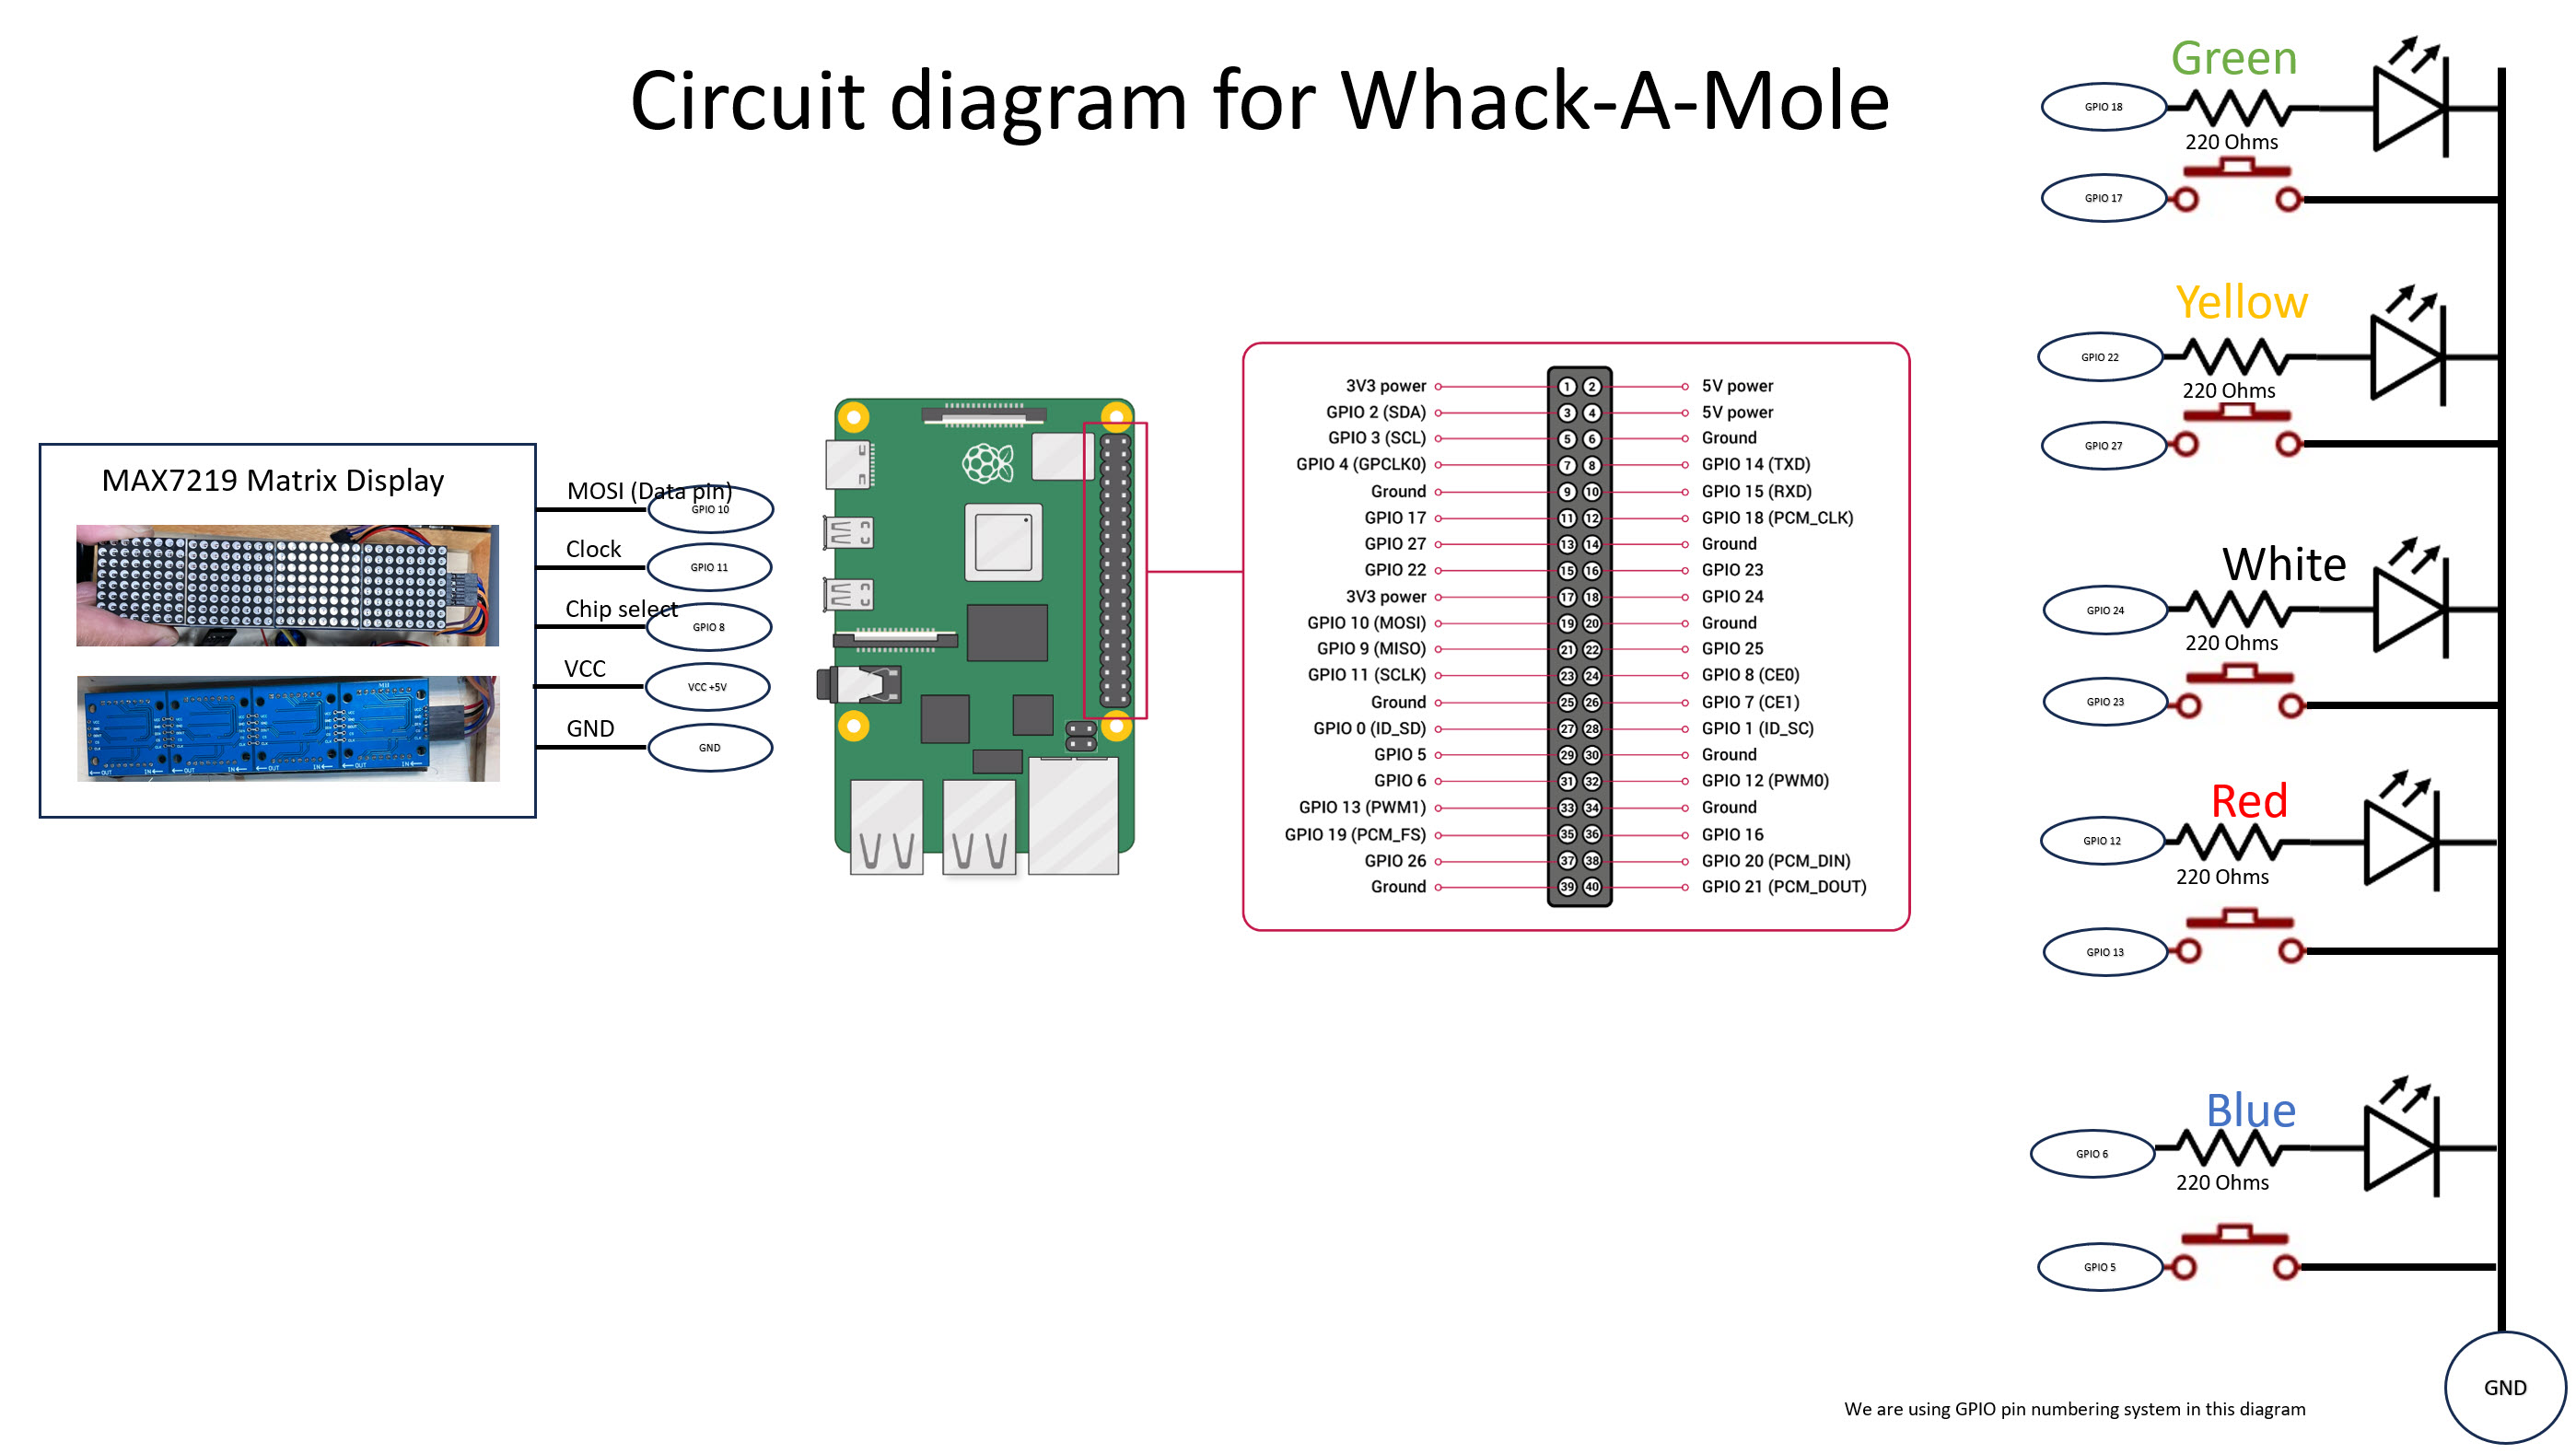 Circuit diagram for Whack-A-Mole
MAX7219 Matrix Display
MOSI (Data pin)
GPIO 10
Clock
GPIO 11
Chip select
GPIO 8
VCC
VCC +5V
GND
GND
3V3 power 1 2 5V power
GPIO 2 (SDA) 3 4 5V power
GPIO 3 (SCL) 5 6 Ground
GPIO 4 (GPCLK0) 7 8 GPIO 14 (TXD)
Ground 9 10 GPIO 15 (RXD)
GPIO 17 11 12 GPIO 18 (PCM_CLK)
GPIO 27 13 14 Ground
GPIO 22 15 16 GPIO 23
3V3 power 17 18 GPIO 24
GPIO 10 (MOSI) 19 20 Ground
GPIO 9 (MISO) 21 22 GPIO 25
GPIO 11 (SCLK) 23 24 GPIO 8 (CE0)
Ground 25 26 GPIO 7 (CE1)
GPIO 0 (ID_SD) 27 28 GPIO 1 (ID_SC)
GPIO 5 29 30 Ground
GPIO 6 31 32 GPIO 12 (PWM0)
GPIO 13 (PWM1) 33 34 Ground
GPIO 19 (PCM_FS) 35 36 GPIO 16
GPIO 26 37 38 GPIO 20 (PCM_DIN)
Ground 39 40 GPIO 21 (PCM_DOUT)
Green
GPIO 18
220 Ohms
GPIO 17
Yellow
GPIO 22
220 Ohms
GPIO 27
White
GPIO 24
220 Ohms
GPIO 23
Red
GPIO 12
220 Ohms
GPIO 13
Blue
GPIO 6
220 Ohms
GPIO 5
GND
We are using GPIO pin numbering system in this diagram